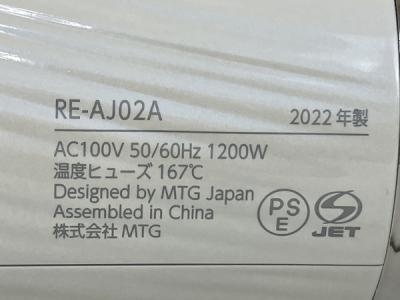 RE-AJ02A 2022年製
AC100V 50/60Hz 1200W
温度ヒューズ 167℃
Designed by MTG Japan
Assembled in China
株式会社 MTG
PS
E
S
JET